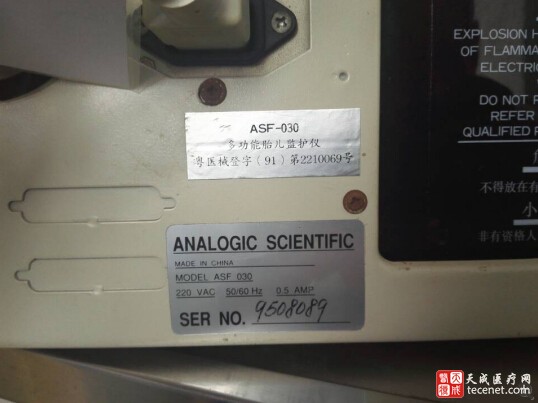 EXPLOSION H
OF FLAMMA
ELECTRIC
DO NOT
REFER
QUALIFIED
ASF-030
多功能胎儿监护仪
粤医械登字(91)第2210069号
不得放在有
小
非有资格人
ANALOGIC SCIENTIFIC
MADE IN CHINA
MODEL ASF 030
220 VAC 50/60 Hz 0.5 AMP
SER NO. 9508089
天成医疗网
tecenet.com